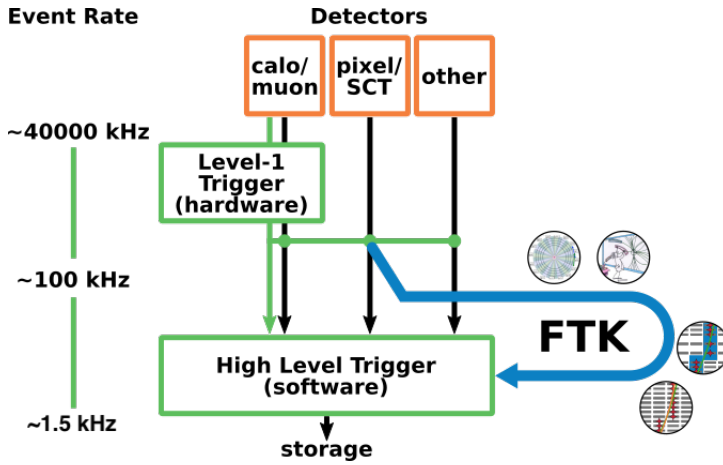 Event Rate
Detectors
calo/
muon
pixel/
SCT
other
~40000 kHz
Level-1
Trigger
(hardware)
~100 kHz
FTK
High Level Trigger
(software)
~1.5 kHz
storage